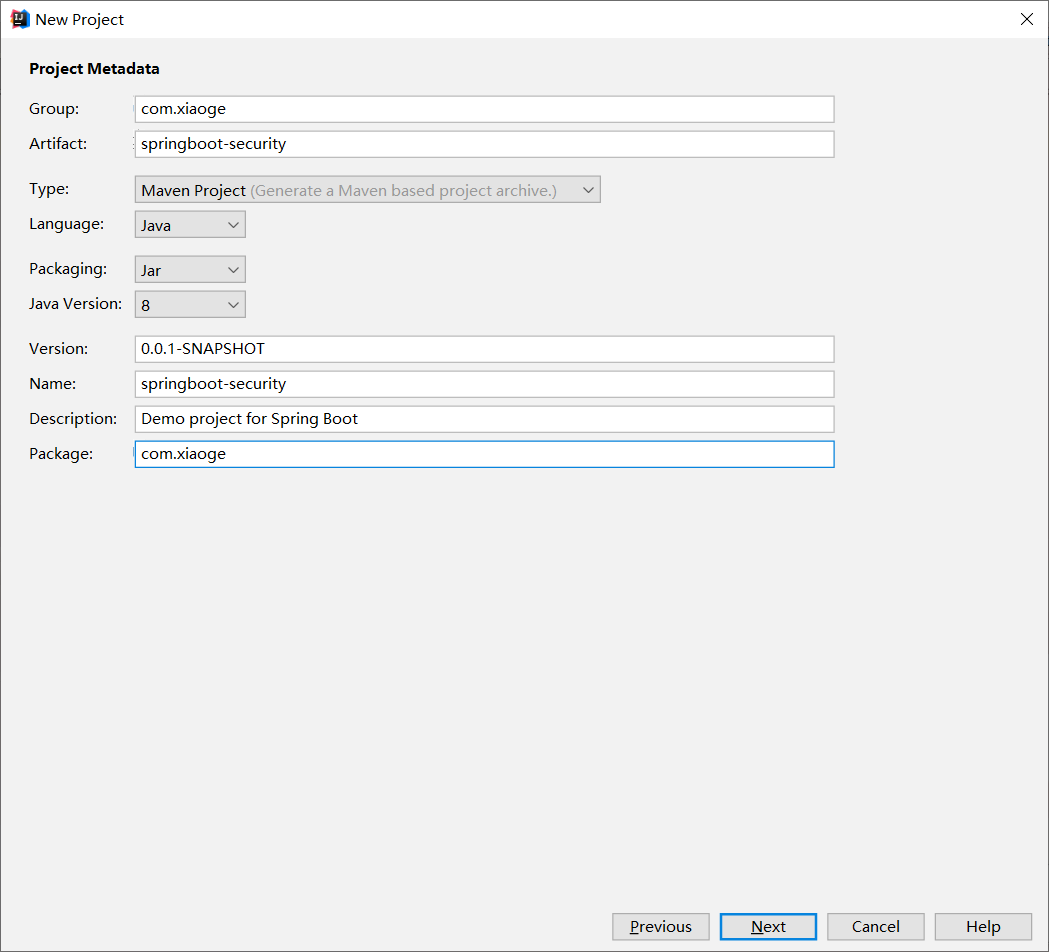 New Project
Project Metadata
Group: com.xiaoge
Artifact: springboot-security
Type: Maven Project (Generate a Maven based project archive.)
Language: Java
Packaging: Jar
Java Version: 8
Version: 0.0.1-SNAPSHOT
Name: springboot-security
Description: Demo project for Spring Boot
Package: com.xiaoge
Previous Next Cancel Help